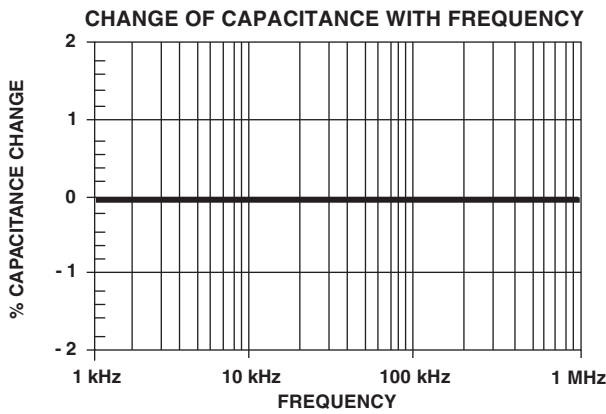 CHANGE OF CAPACITANCE WITH FREQUENCY
2
1
0
- 1
- 2
% CAPACITANCE CHANGE
1 kHz 10 kHz 100 kHz 1 MHz
FREQUENCY